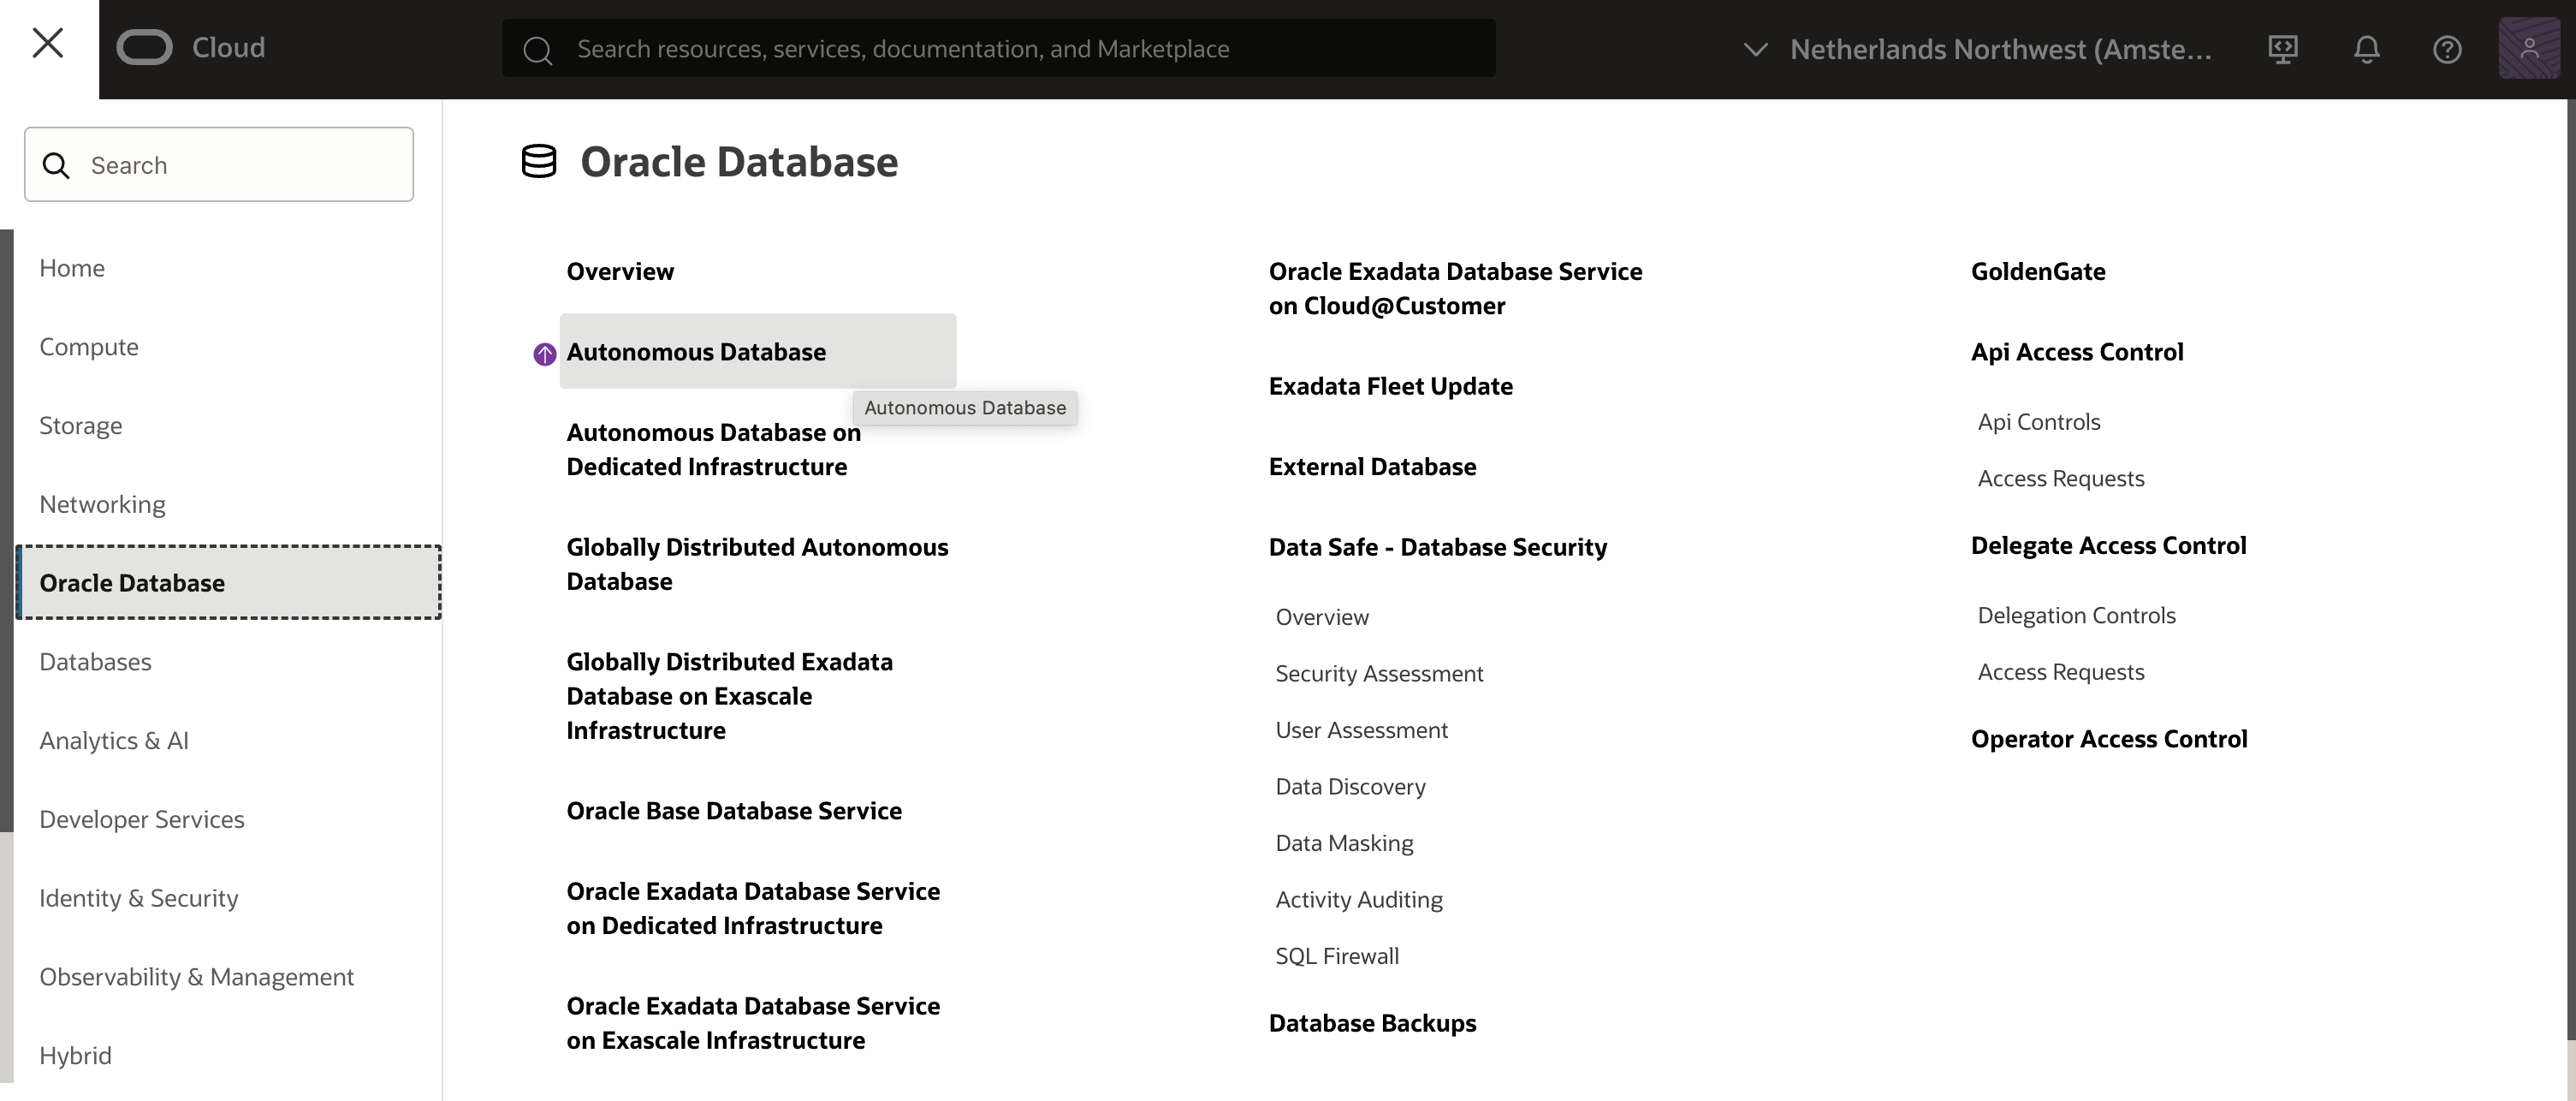 Cloud
Search resources, services, documentation, and Marketplace
Netherlands Northwest (Amste...
Search
Home
Compute
Storage
Networking
Oracle Database
Databases
Analytics & AI
Developer Services
Identity & Security
Observability & Management
Hybrid
Oracle Database
Overview
Autonomous Database
Autonomous Database
Autonomous Database on
Dedicated Infrastructure
Globally Distributed Autonomous
Database
Globally Distributed Exadata
Database on Exascale
Infrastructure
Oracle Base Database Service
Oracle Exadata Database Service
on Dedicated Infrastructure
Oracle Exadata Database Service
on Exascale Infrastructure
Oracle Exadata Database Service
on Cloud@Customer
Exadata Fleet Update
External Database
Data Safe - Database Security
Overview
Security Assessment
User Assessment
Data Discovery
Data Masking
Activity Auditing
SQL Firewall
Database Backups
GoldenGate
Api Access Control
Api Controls
Access Requests
Delegate Access Control
Delegation Controls
Access Requests
Operator Access Control